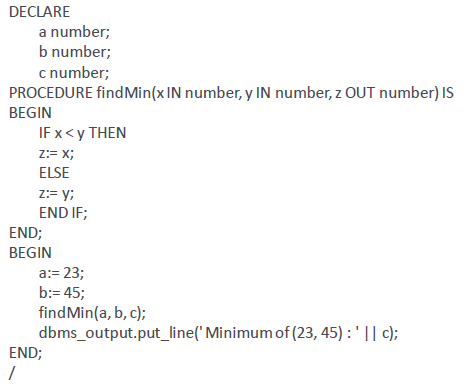 DECLARE
a number;
b number;
c number;
PROCEDURE findMin(x IN number, y IN number, z OUT number) IS
BEGIN
IF x < y THEN
z:= x;
ELSE
z:= y;
END IF;
END;
BEGIN
a:= 23;
b:= 45;
findMin(a, b, c);
dbms_output.put_line(' Minimum of (23, 45) : ' || c);
END;
/